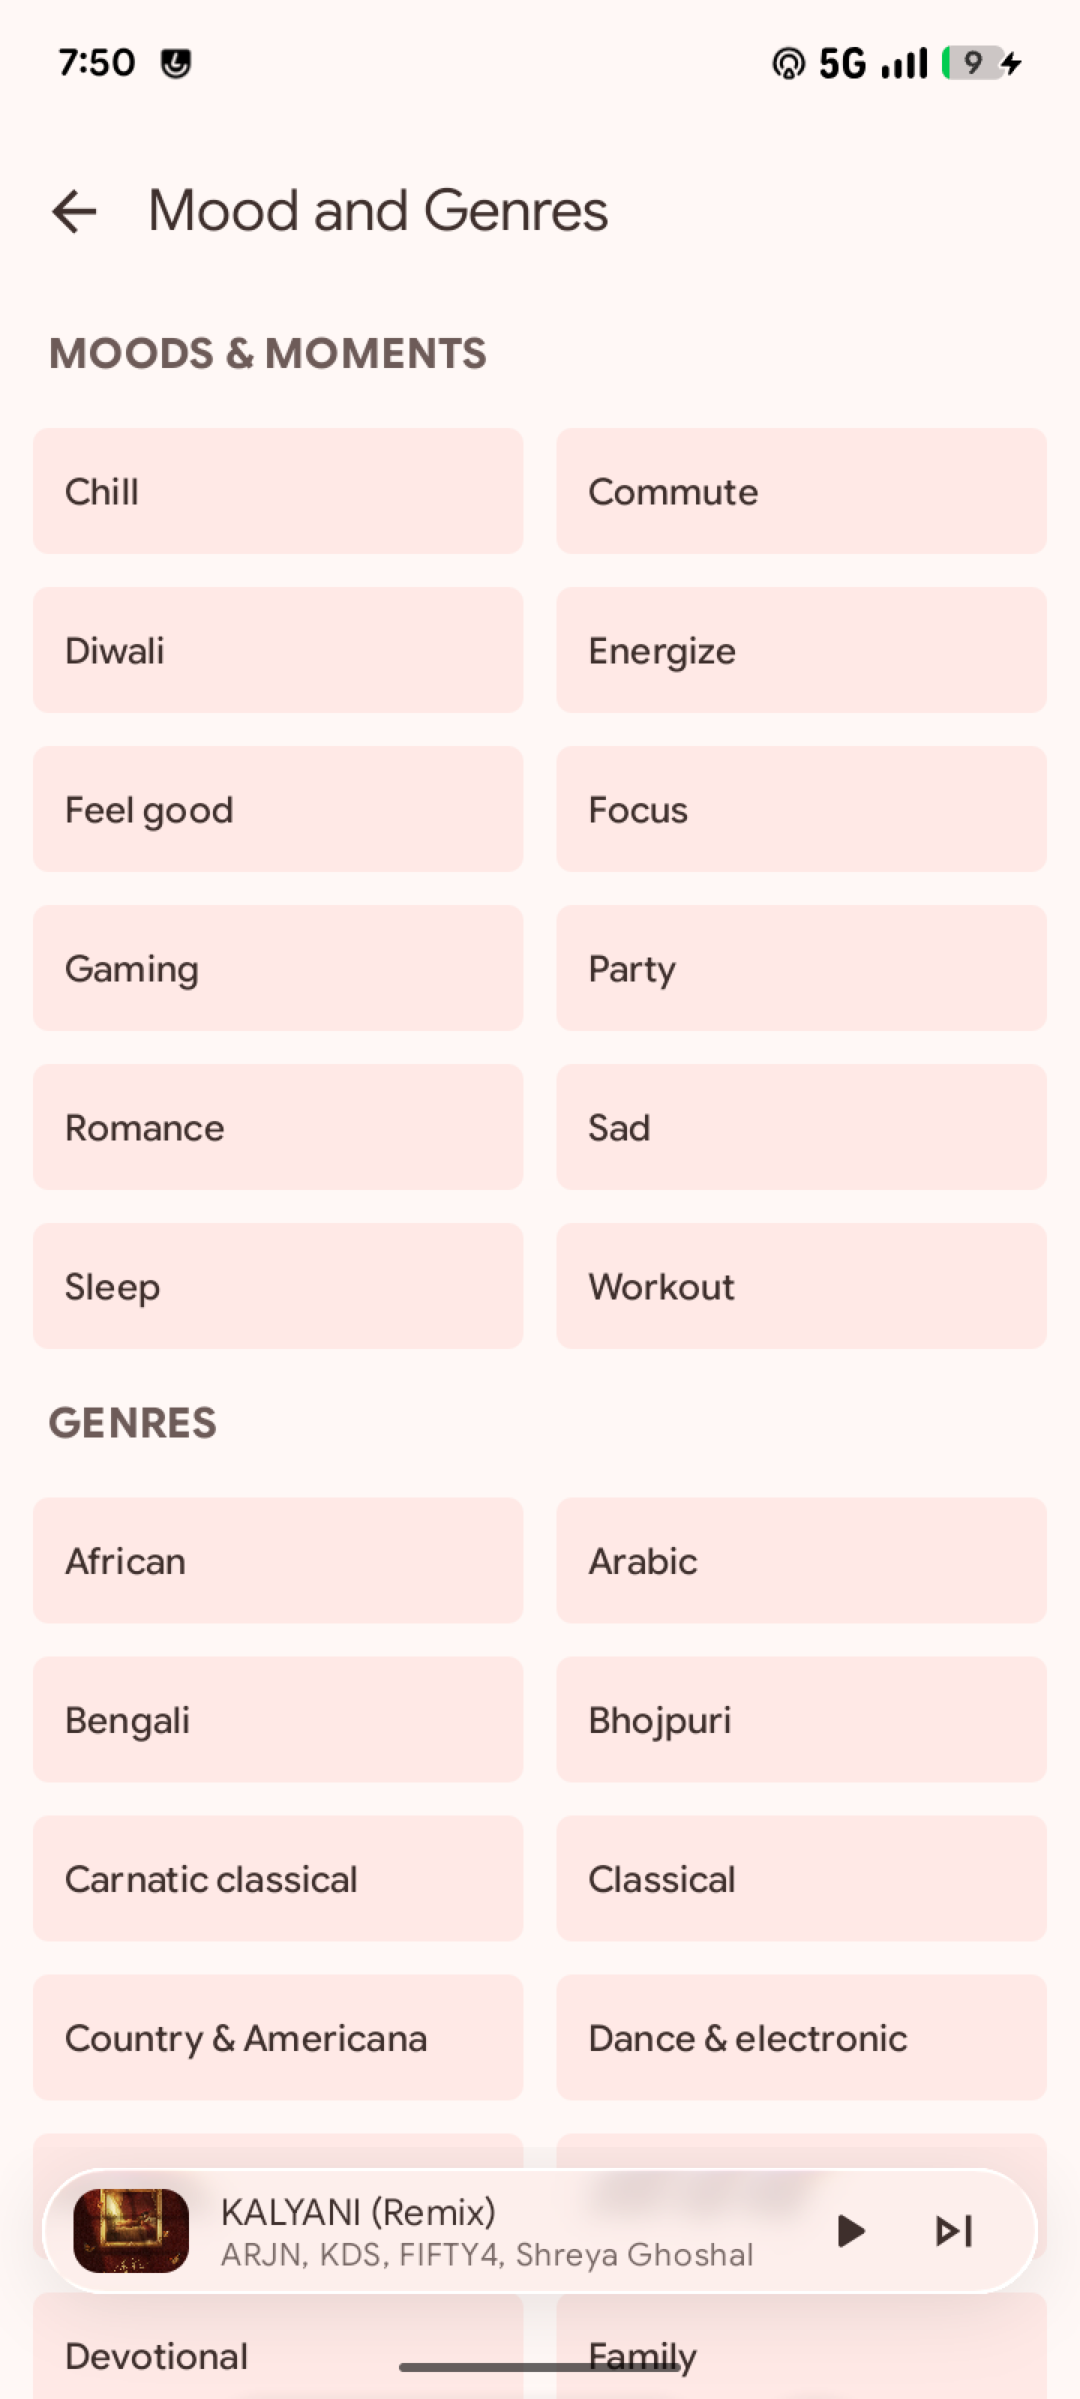 7:50
5G
9
Mood and Genres
MOODS & MOMENTS
Chill
Commute
Diwali
Energize
Feel good
Focus
Gaming
Party
Romance
Sad
Sleep
Workout
GENRES
African
Arabic
Bengali
Bhojpuri
Carnatic classical
Classical
Country & Americana
Dance & electronic
KALYANI (Remix)
ARJN, KDS, FIFTY4, Shreya Ghoshal
Devotional
Family